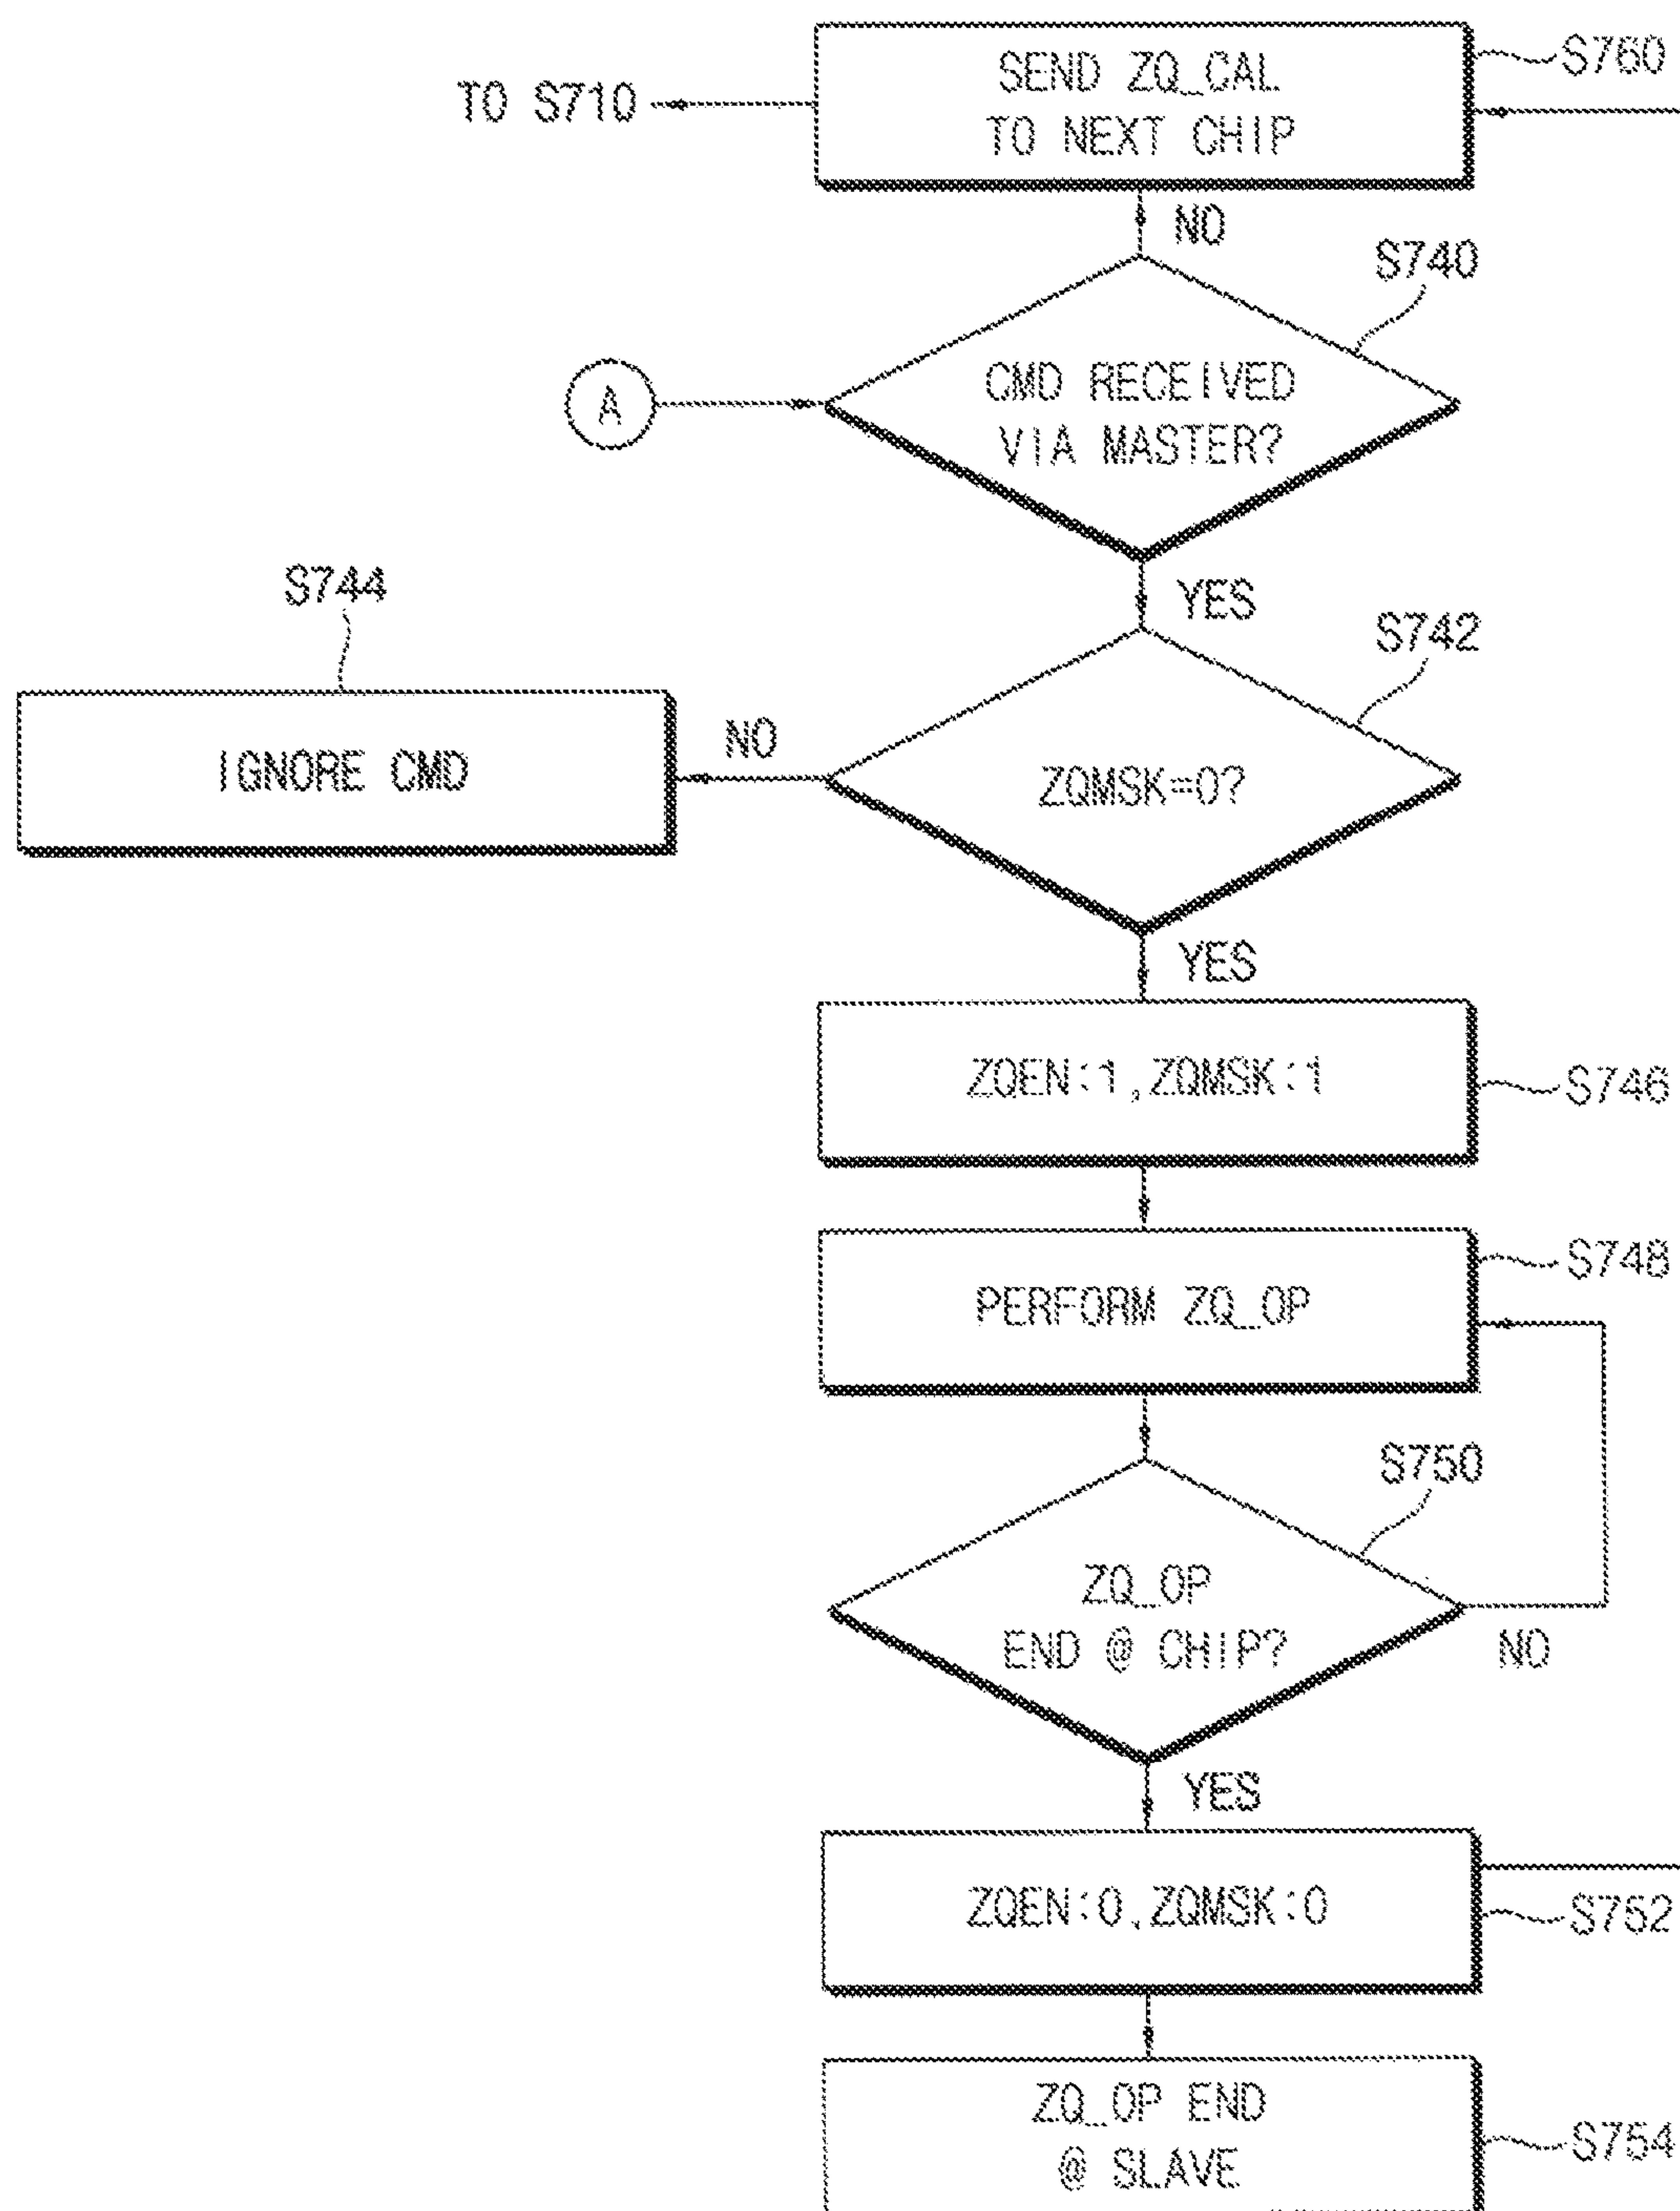 SEND ZQ_CAL
TO NEXT CHIP
S760
TO S710
NO
S740
A
CMD RECEIVED
VIA MASTER?
YES
S744
S742
IGNORE CMD
NO
ZQMSK=0?
YES
ZQEN:1,ZQMSK:1
S746
PERFORM ZQ_OP
S748
S750
ZQ_OP
END @ CHIP?
NO
YES
ZQEN:0,ZQMSK:0
S752
ZQ_OP END
@ SLAVE
S754